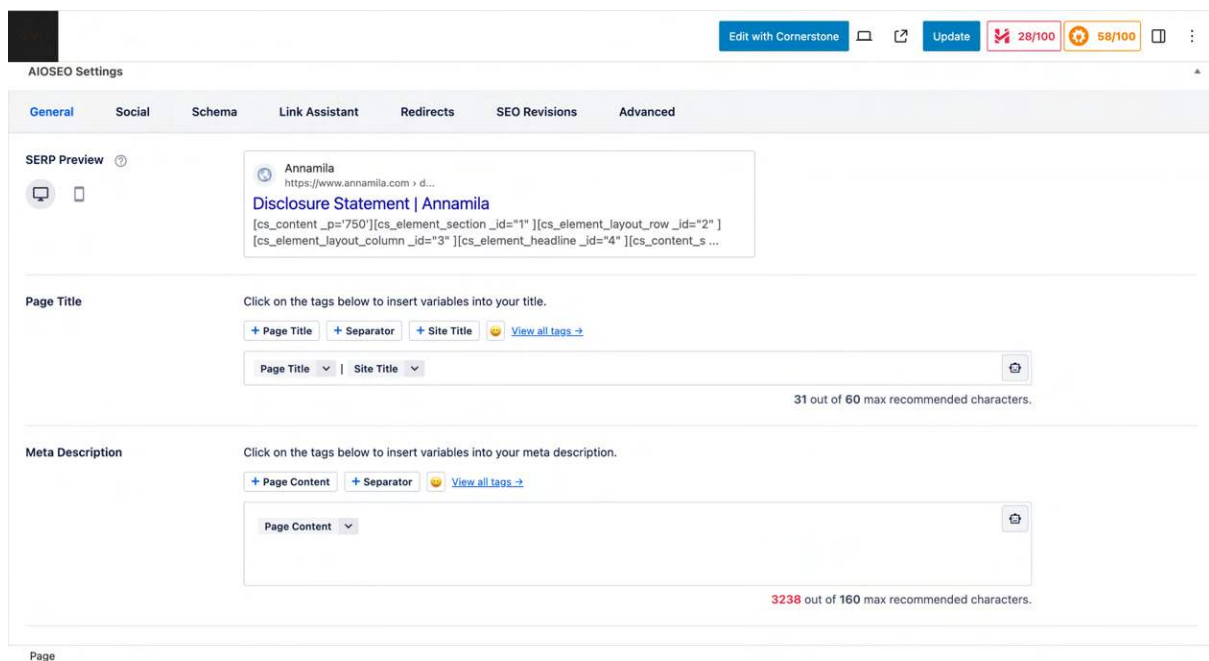 Edit with Cornerstone Update 28/100 58/100
AIOSEO Settings
General Social Schema Link Assistant Redirects SEO Revisions Advanced
SERP Preview
Annamila
https://www.annamila.com › d...
Disclosure Statement | Annamila
[cs_content _p='750'][cs_element_section _id="1" ][cs_element_layout_row _id="2" ]
[cs_element_layout_column _id="3" ][cs_element_headline _id="4" ][cs_content_s ...
Page Title
Click on the tags below to insert variables into your title.
+ Page Title + Separator + Site Title View all tags →
Page Title | Site Title
31 out of 60 max recommended characters.
Meta Description
Click on the tags below to insert variables into your meta description.
+ Page Content + Separator View all tags →
Page Content
3238 out of 160 max recommended characters.
Page